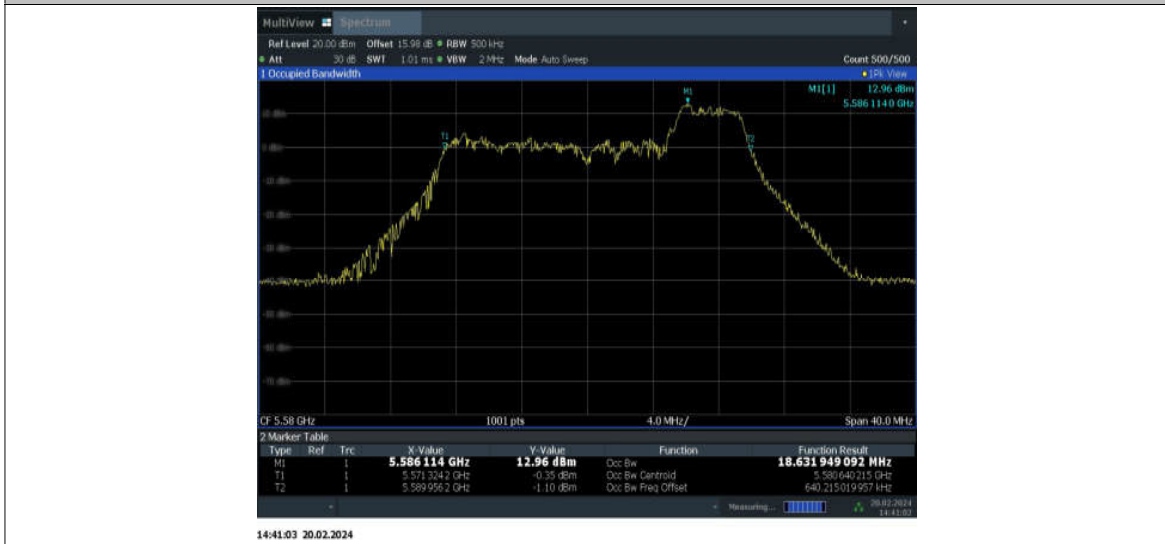 MultiView Spectrum
Ref Level 20.00 dBm Offset 15.98 dB RBW 500 kHz
Att 30 dB SWT 1.01 ms VBW 2 MHz Mode Auto Sweep Count 500/500
1 Occupied Bandwidth 1Pk View
M1[1] 12.96 dBm
5.586 1140 GHz
M1
T1
T2
CF 5.58 GHz 1001 pts 4.0 MHz/ Span 40.0 MHz
2 Marker Table
Type Ref Trc X-Value Y-Value Function Function Result
M1 1 5.586 114 GHz 12.96 dBm Occ Bw 18.631 949 092 MHz
T1 1 5.571 324 2 GHz -0.35 dBm Occ Bw Centroid 5.580 640 215 GHz
T2 1 5.589 956 2 GHz -1.10 dBm Occ Bw Freq Offset 640.215 019 957 kHz
Measuring... 20.02.2024
14:41:02
14:41:03 20.02.2024